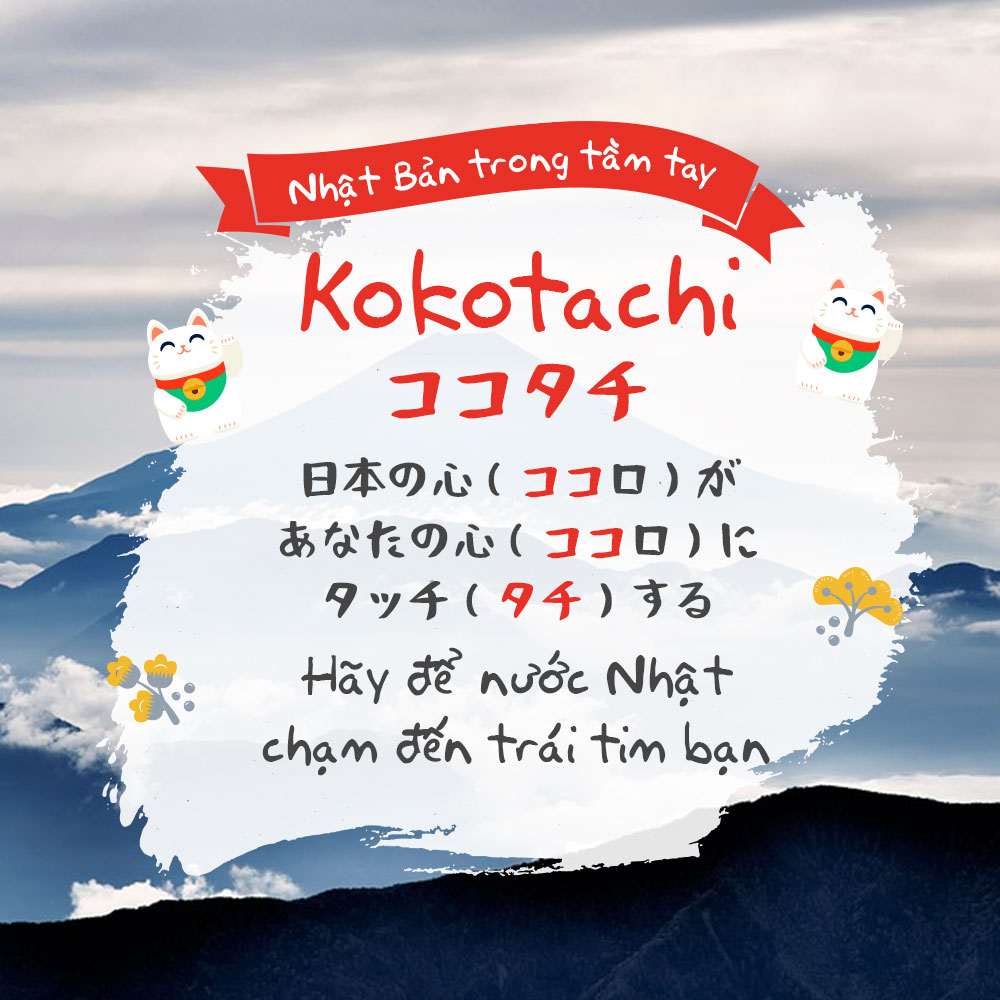 Nhật Bản trong tầm tay
Kokotachi
ココタチ
日本の心(ココロ)が
あなたの心(ココロ)に
タッチ(タチ)する
Hãy để nước Nhật
chạm đến trái tim bạn